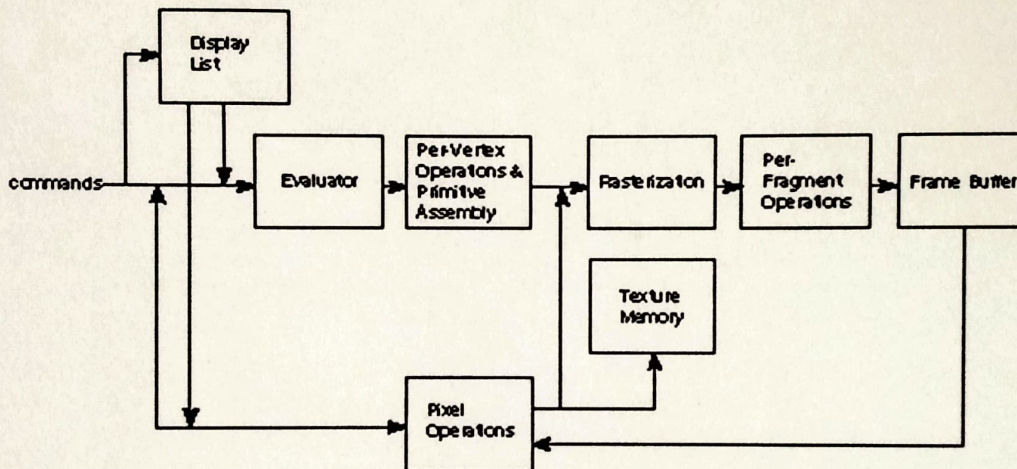 Display
List
commands
Evaluator
Per-Vertex
Operations &
Primitive
Assembly
Rasterization
Per-
Fragment
Operations
Frame Buffer
Texture
Memory
Pixel
Operations